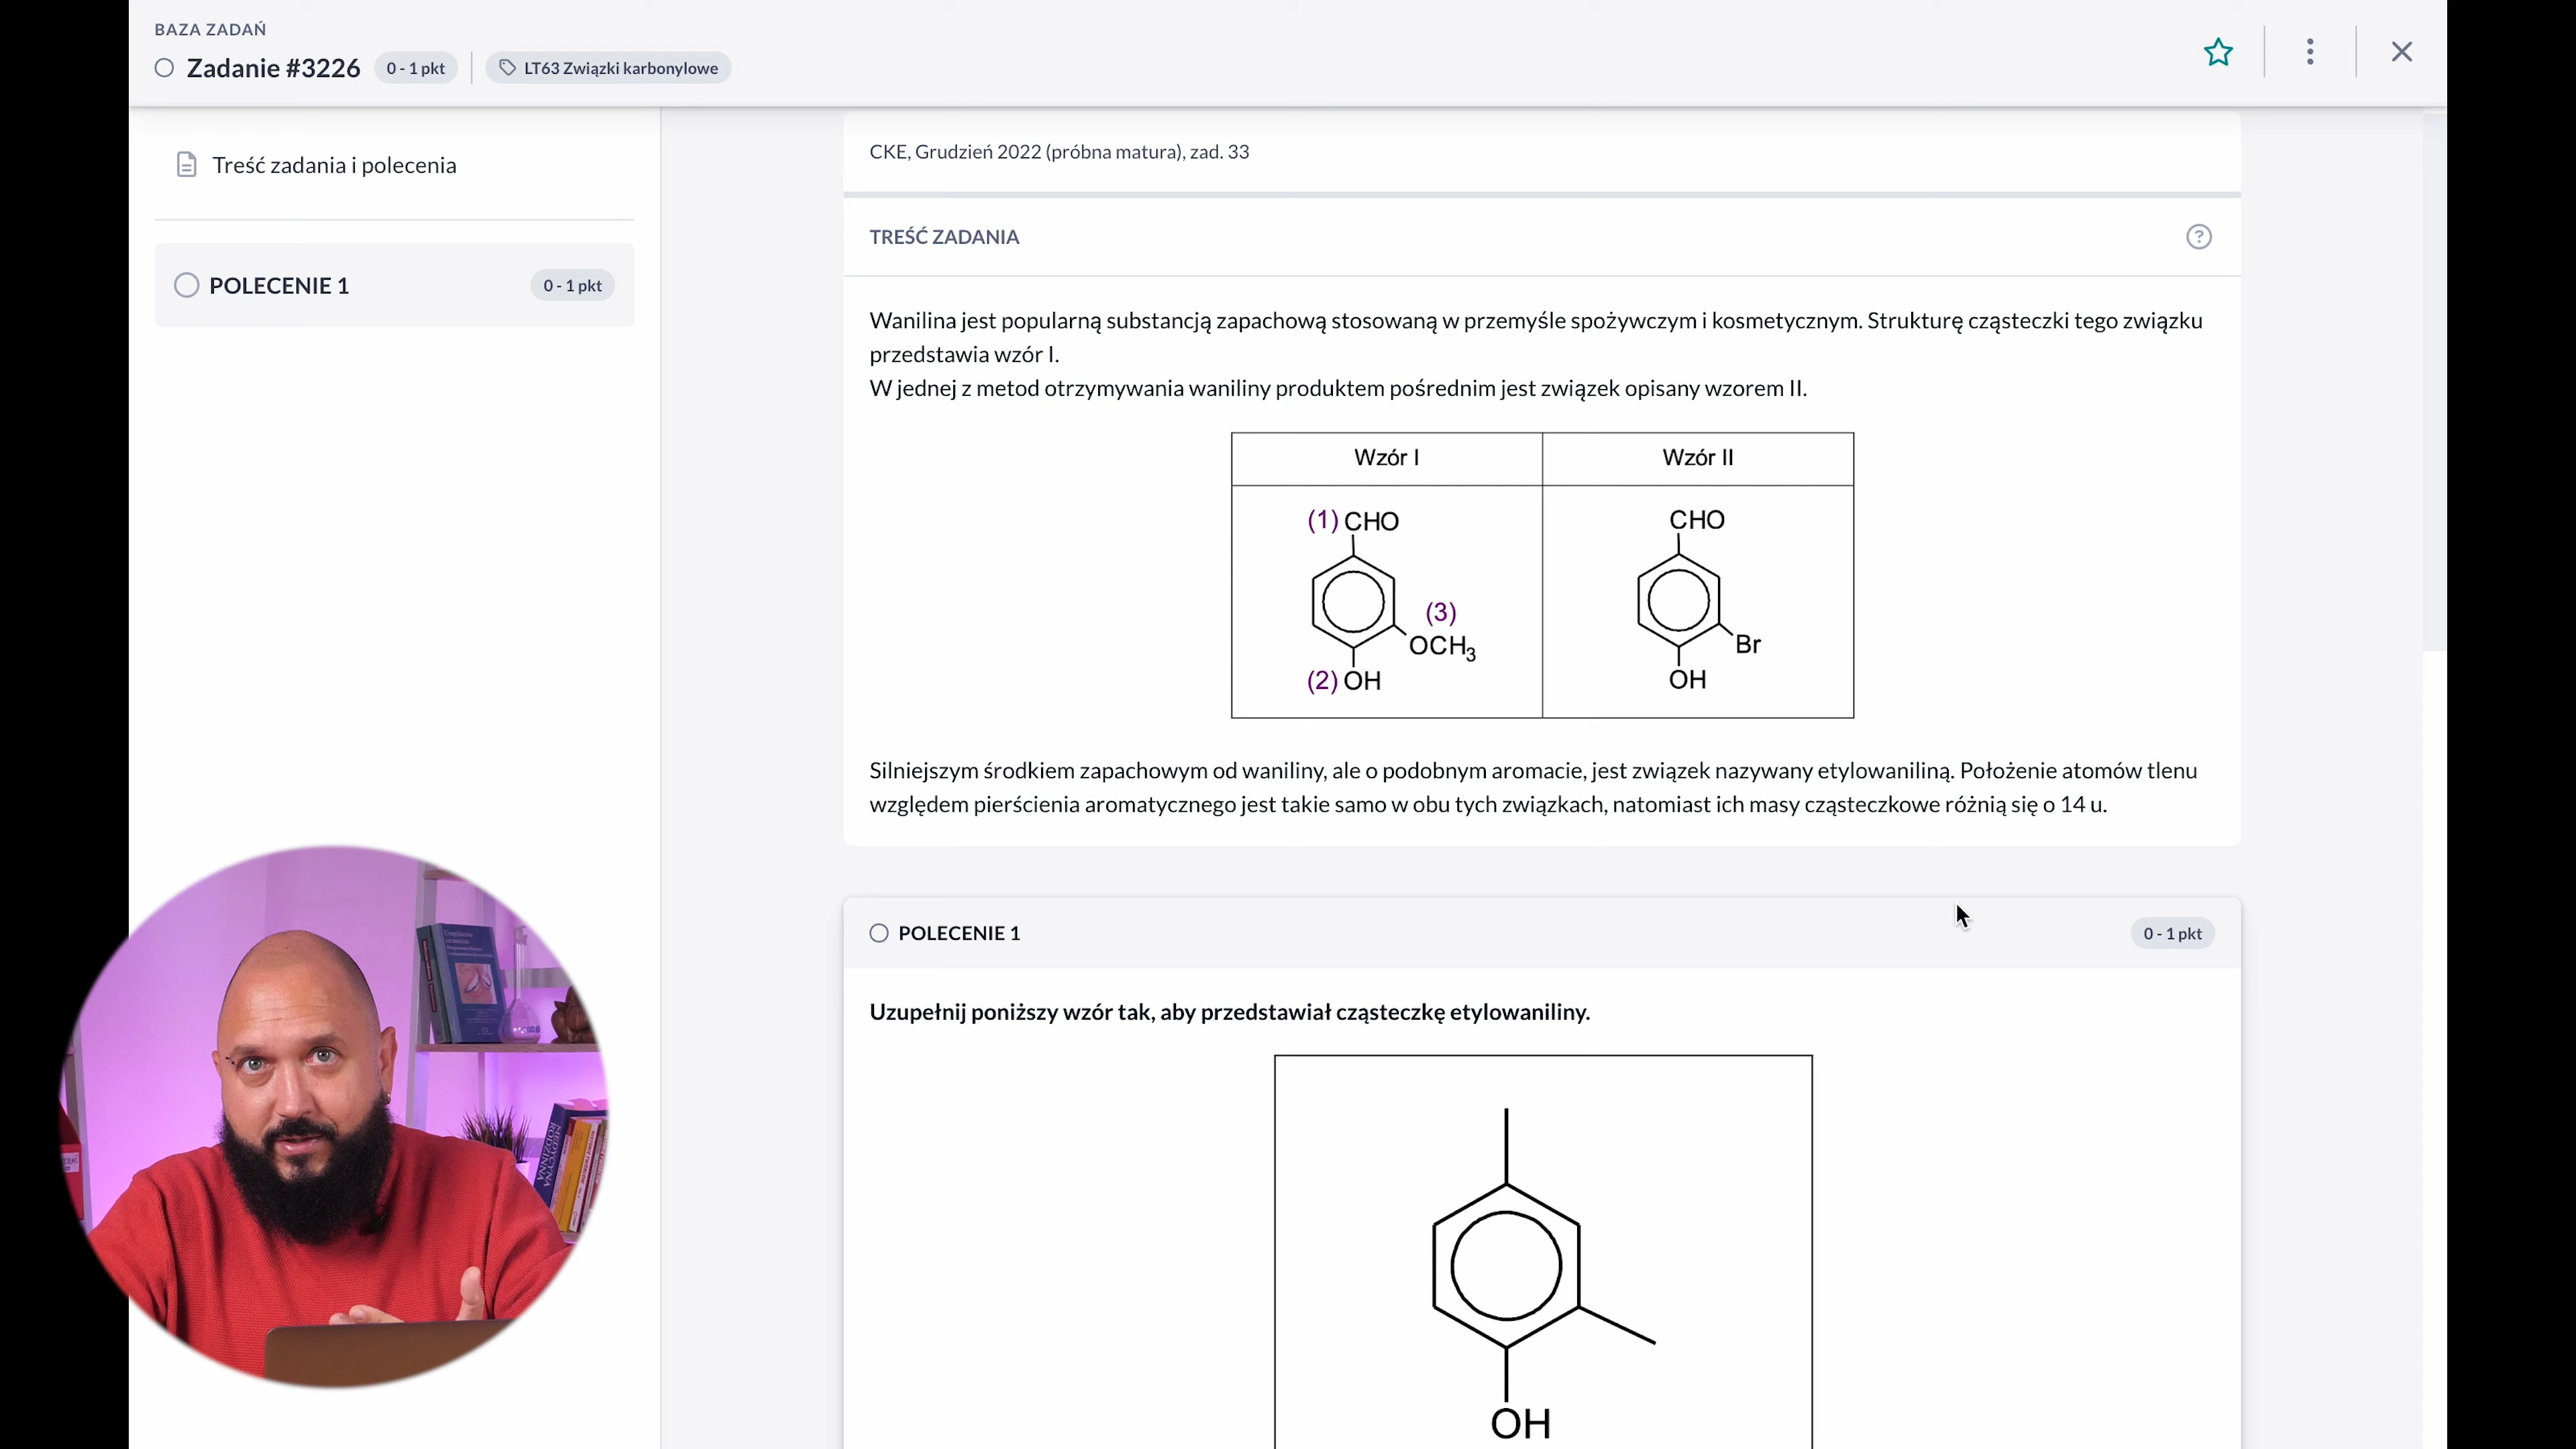 BAZA ZADAŃ
Zadanie #3226
0 - 1 pkt
LT63 Związki karbonylowe
Treść zadania i polecenia
POLECENIE 1
0 - 1 pkt
CKE, Grudzień 2022 (próbna matura), zad. 33
TREŚĆ ZADANIA
?
Wanilina jest popularną substancją zapachową stosowaną w przemyśle spożywczym i kosmetycznym. Strukturę cząsteczki tego związku
przedstawia wzór I.
W jednej z metod otrzymywania waniliny produktem pośrednim jest związek opisany wzorem II.
Wzór I
Wzór II
(1) CHO
(3)
OCH3
(2) OH
CHO
Br
OH
Silniejszym środkiem zapachowym od waniliny, ale o podobnym aromacie, jest związek nazywany etylowaniliną. Położenie atomów tlenu
względem pierścienia aromatycznego jest takie samo w obu tych związkach, natomiast ich masy cząsteczkowe różnią się o 14 u.
POLECENIE 1
0 - 1 pkt
Uzupełnij poniższy wzór tak, aby przedstawiał cząsteczkę etylowaniliny.
OH
MEDYCYNA
RODZINNA